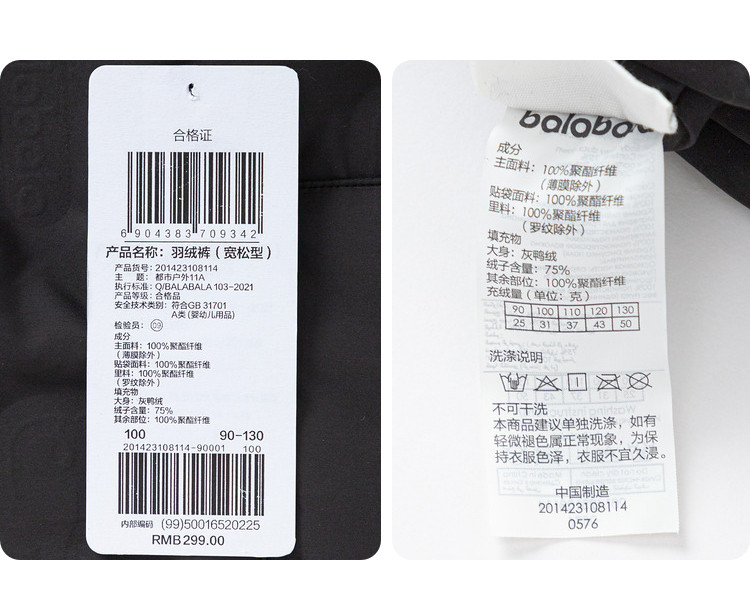 合格证
6 904383 709342
产品名称: 羽绒裤(宽松型)
产品货号: 201423108114
主 题: 都市户外11A
执行标准: Q/BALABALA 103-2021
产品等级: 合格品
安全技术类别: 符合GB 31701
A类(婴幼儿用品)
检验员: 09
成分
主面料: 100%聚酯纤维
(薄膜除外)
贴袋面料: 100%聚酯纤维
里料: 100%聚酯纤维
(罗纹除外)
填充物
大身: 灰鸭绒
绒子含量: 75%
其余部位: 100%聚酯纤维
100 90-130
201423108114-90001 100
内部编码 (99)50016520225
RMB299.00
balaba
成分
主面料: 100%聚酯纤维
(薄膜除外)
贴袋面料: 100%聚酯纤维
里料: 100%聚酯纤维
(罗纹除外)
填充物
大身: 灰鸭绒
绒子含量: 75%
其余部位: 100%聚酯纤维
充绒量(单位: 克)
90 100 110 120 130
25 31 37 43 50
洗涤说明
不可干洗
本商品建议单独洗涤, 如有
轻微褪色属正常现象, 为保
持衣服色泽, 衣服不宜久浸。
中国制造
201423108114
0576